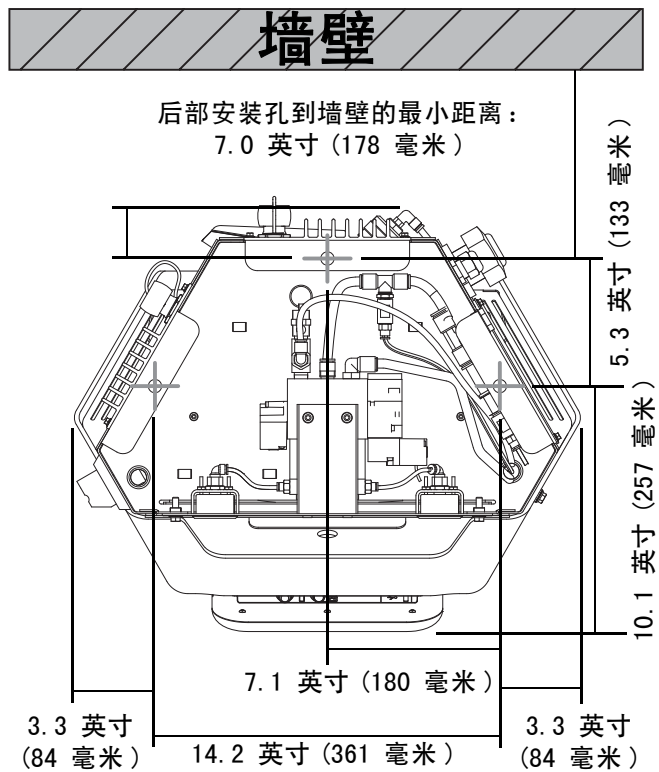 墙壁
后部安装孔到墙壁的最小距离：
7.0 英寸 (178 毫米)
5.3 英寸 (133 毫米)
10.1 英寸 (257 毫米)
7.1 英寸 (180 毫米)
3.3 英寸
(84 毫米)
14.2 英寸 (361 毫米)
3.3 英寸
(84 毫米)